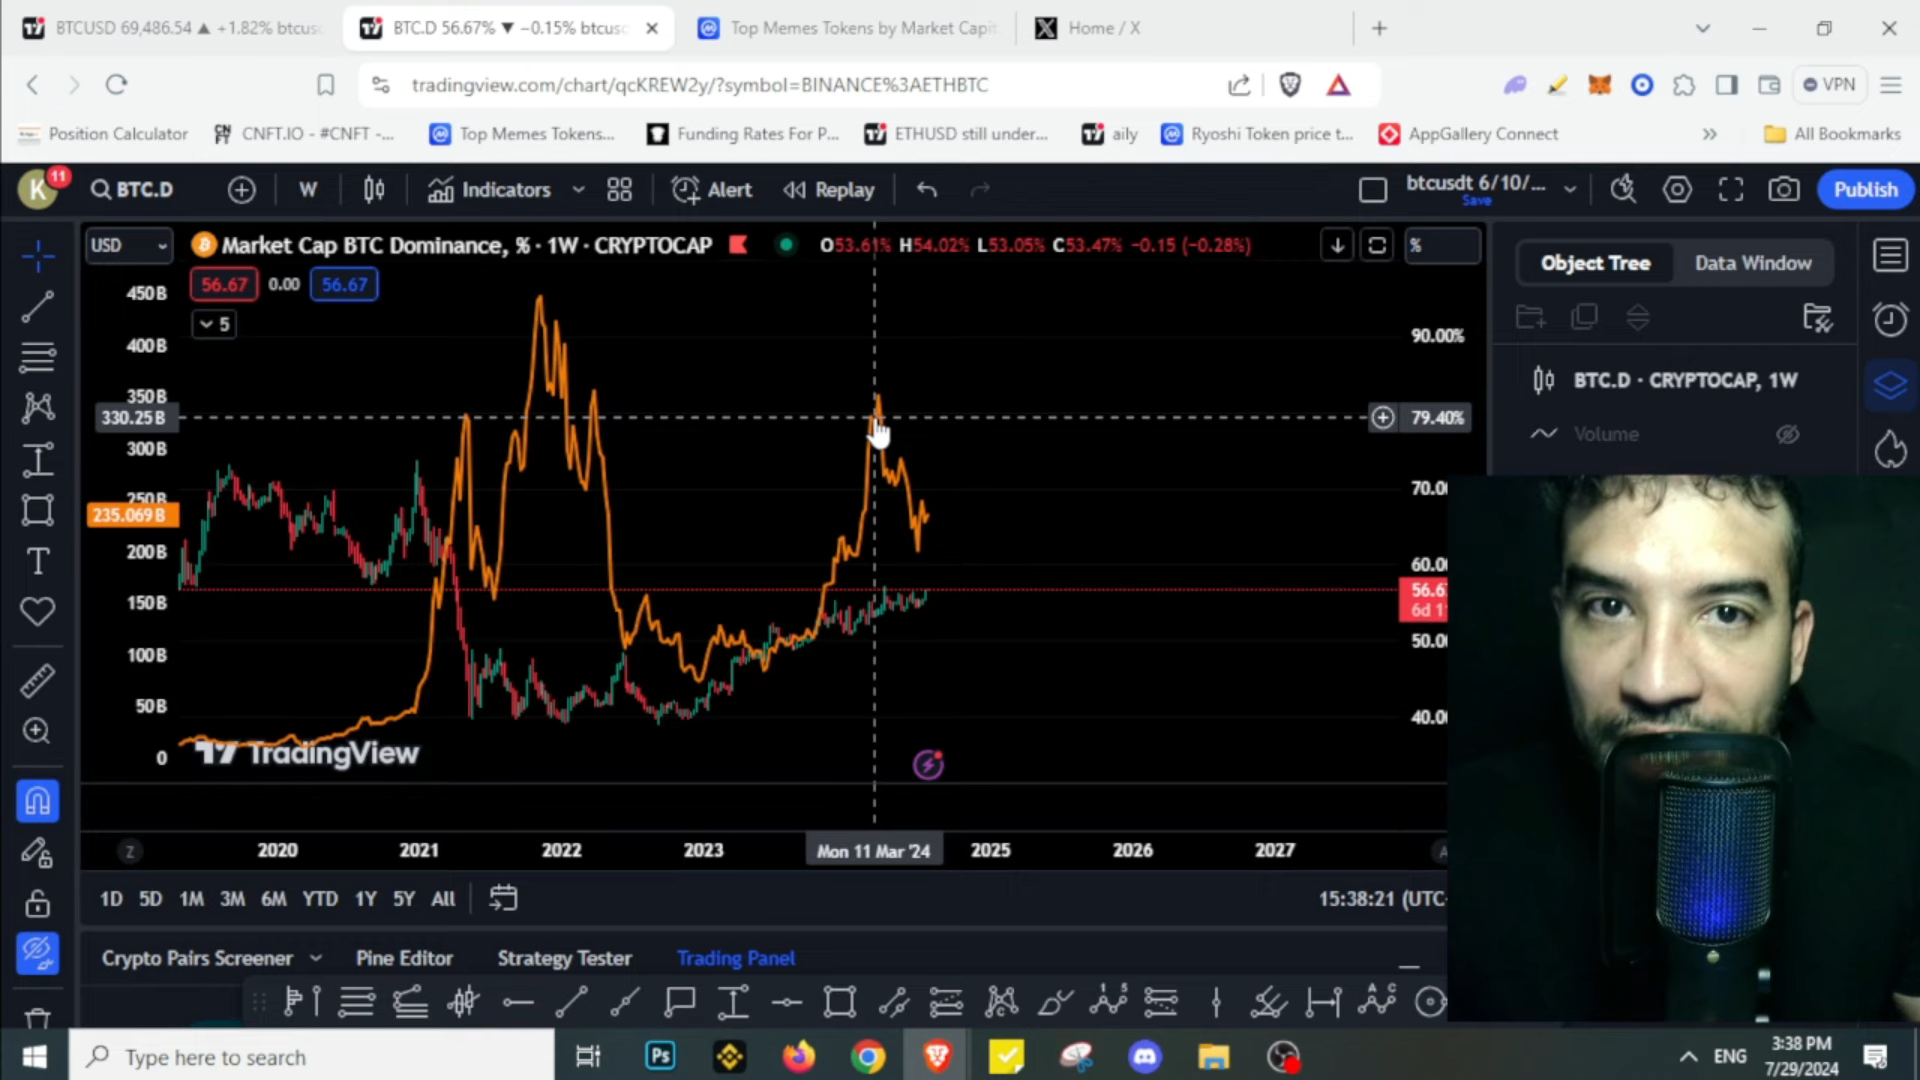 BTCUSD 69,486.54 ▲ +1.82% btcus
BTC.D 56.67% ▼ −0.15% btcus
Top Memes Tokens by Market Capit
Home / X
tradingview.com/chart/qcKREW2y/?symbol=BINANCE%3AETHBTC
VPN
Position Calculator
CNFT.IO - #CNFT -...
Top Memes Tokens...
Funding Rates For P...
ETHUSD still under...
aily
Ryoshi Token price t...
AppGallery Connect
All Bookmarks
K
11
BTC.D
W
Indicators
Alert
Replay
btcusdt 6/10/...
Save
Publish
USD
Market Cap BTC Dominance, % · 1W · CRYPTOCAP
O53.61% H54.02% L53.05% C53.47% −0.15 (−0.28%)
%
Object Tree
Data Window
56.67
0.00
56.67
5
450B
400B
350B
330.25B
300B
250B
235.069B
200B
150B
100B
50B
0
90.00%
79.40%
70.0
60.0
56.6
6d 1
50.0
40.0
BTC.D · CRYPTOCAP, 1W
Volume
TradingView
Z
2020
2021
2022
2023
Mon 11 Mar '24
2025
2026
2027
A
1D
5D
1M
3M
6M
YTD
1Y
5Y
All
15:38:21 (UTC-
Crypto Pairs Screener
Pine Editor
Strategy Tester
Trading Panel
Type here to search
Ps
ENG
3:38 PM
7/29/2024